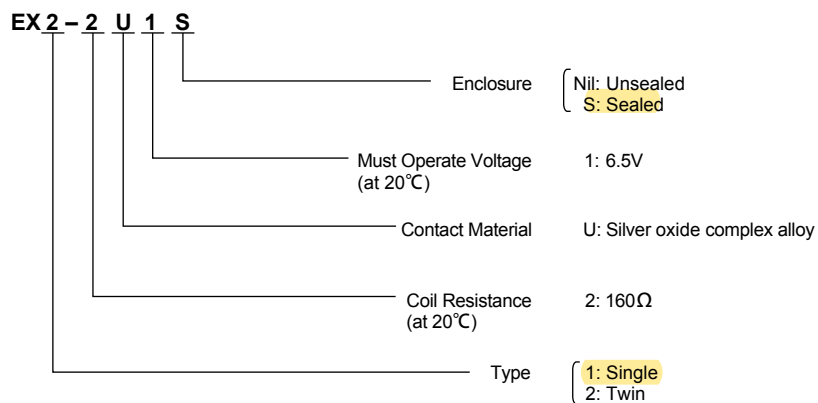 EX 2 – 2 U 1 S
Enclosure Nil: Unsealed
S: Sealed
Must Operate Voltage 1: 6.5V
(at 20℃)
Contact Material U: Silver oxide complex alloy
Coil Resistance 2: 160Ω
(at 20℃)
Type 1: Single
2: Twin